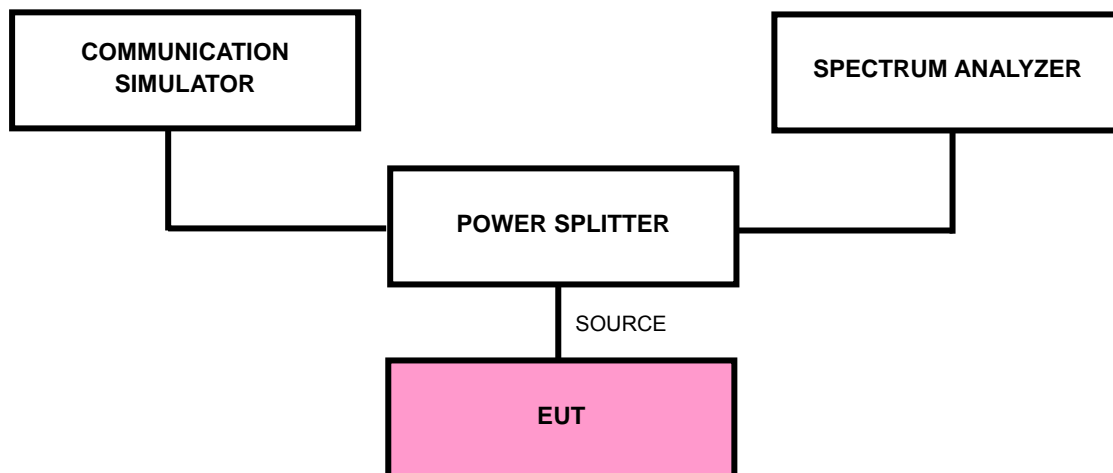 COMMUNICATION
SIMULATOR
SPECTRUM ANALYZER
POWER SPLITTER
SOURCE
EUT